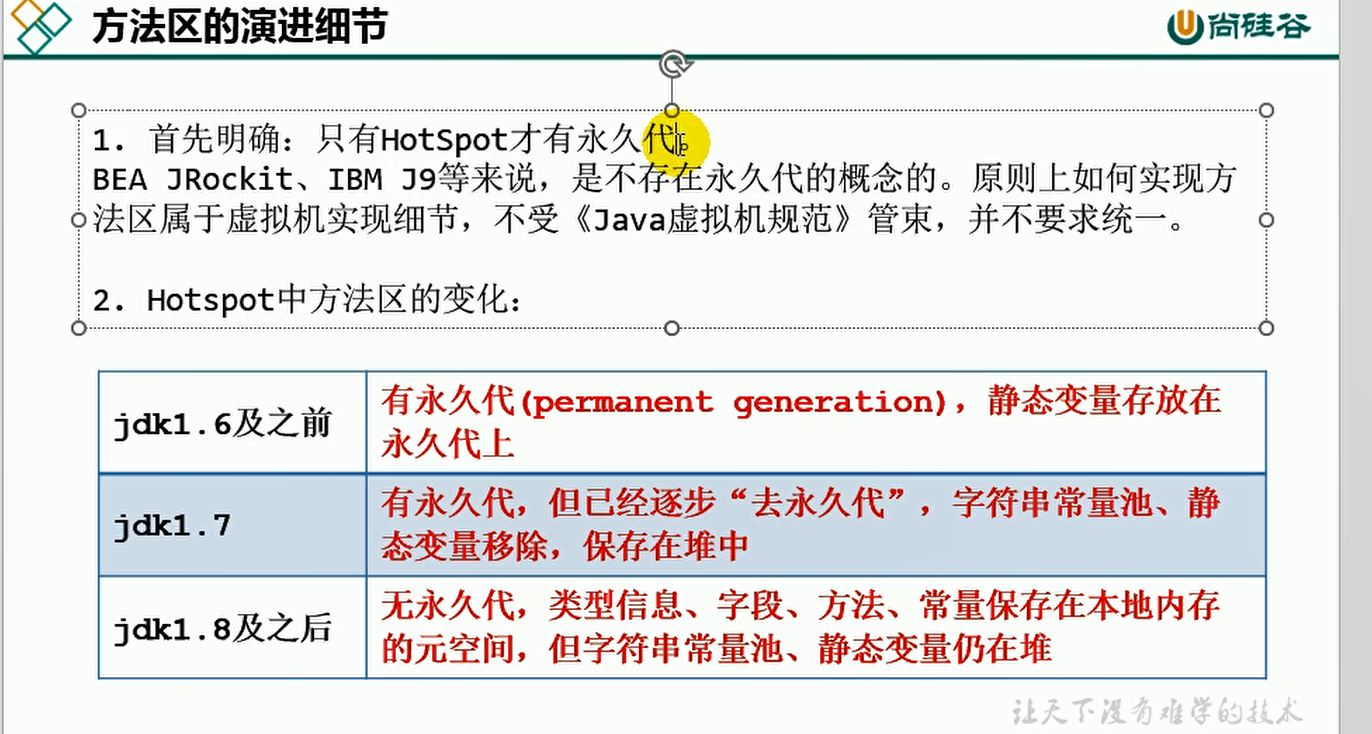 方法区的演进细节
尚硅谷
1. 首先明确：只有HotSpot才有永久代。
BEA JRockit、IBM J9等来说，是不存在永久代的概念的。原则上如何实现方
法区属于虚拟机实现细节，不受《Java虚拟机规范》管束，并不要求统一。
2. Hotspot中方法区的变化：
jdk1.6及之前
有永久代(permanent generation)，静态变量存放在
永久代上
jdk1.7
有永久代，但已经逐步“去永久代”，字符串常量池、静
态变量移除，保存在堆中
jdk1.8及之后
无永久代，类型信息、字段、方法、常量保存在本地内存
的元空间，但字符串常量池、静态变量仍在堆
让天下没有难学的技术